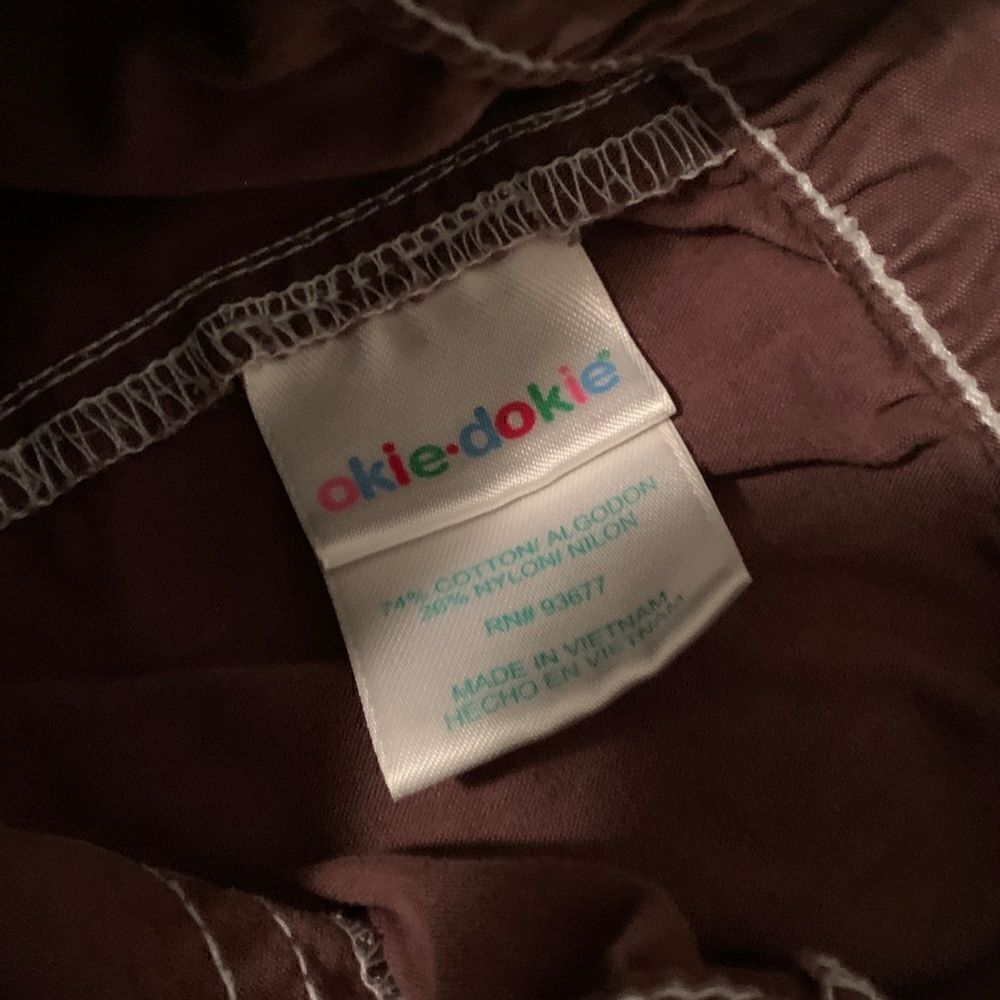 okie·dokie®
74% COTTON/ ALGODON
26% NYLON/ NILON
RN# 93677
MADE IN VIETNAM
HECHO EN VIETNAM